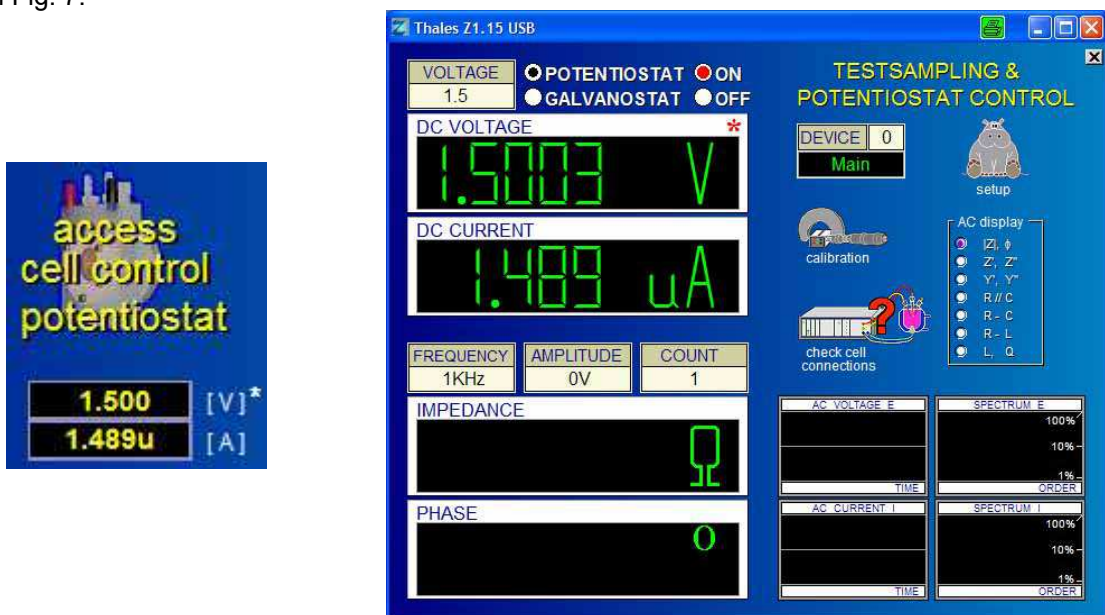 Fig. 7.
access
cell control
potentiostat
1.500 [V]*
1.489u [A]
Thales Z1.15 USB
VOLTAGE
1.5
POTENTIOSTAT ON
GALVANOSTAT OFF
DC VOLTAGE *
1.5003 V
DC CURRENT
1.489 uA
FREQUENCY AMPLITUDE COUNT
1KHz 0V 1
IMPEDANCE
Ω
PHASE
o
TESTSAMPLING &
POTENTIOSTAT CONTROL
DEVICE 0
Main
setup
calibration
?
check cell
connections
AC display
|Z|, ϕ
Z', Z"
Y', Y"
R // C
R - C
R - L
L, Q
AC VOLTAGE E
TIME
SPECTRUM E
100%
10%
1%
ORDER
AC CURRENT I
TIME
SPECTRUM I
100%
10%
1%
ORDER